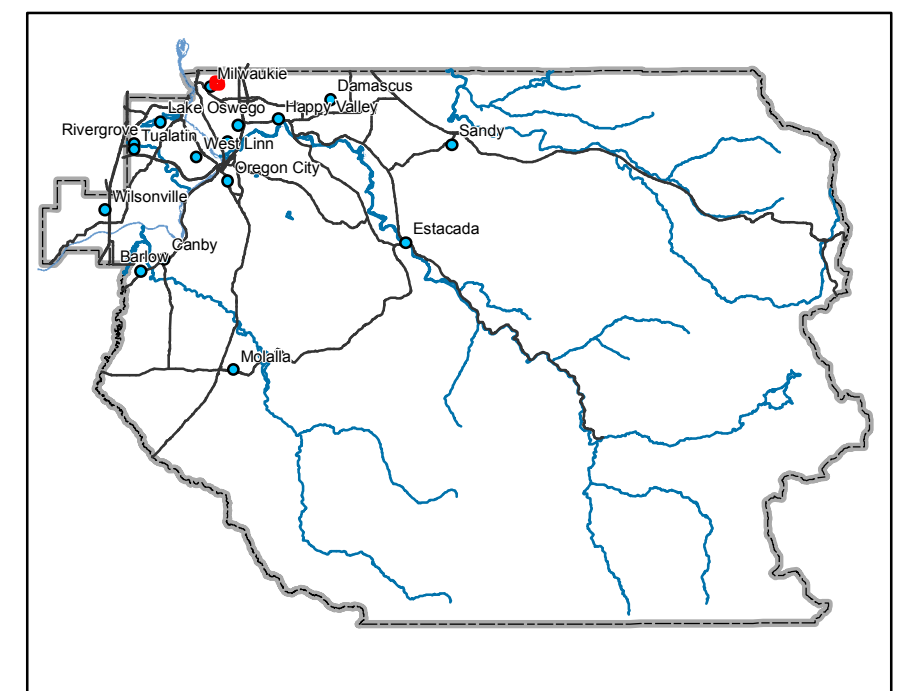 Milwaukie
Damascus
Lake Oswego
Happy Valley
Rivergrove
Tualatin
Sandy
West Linn
Oregon City
Wilsonville
Estacada
Canby
Barlow
Molalla